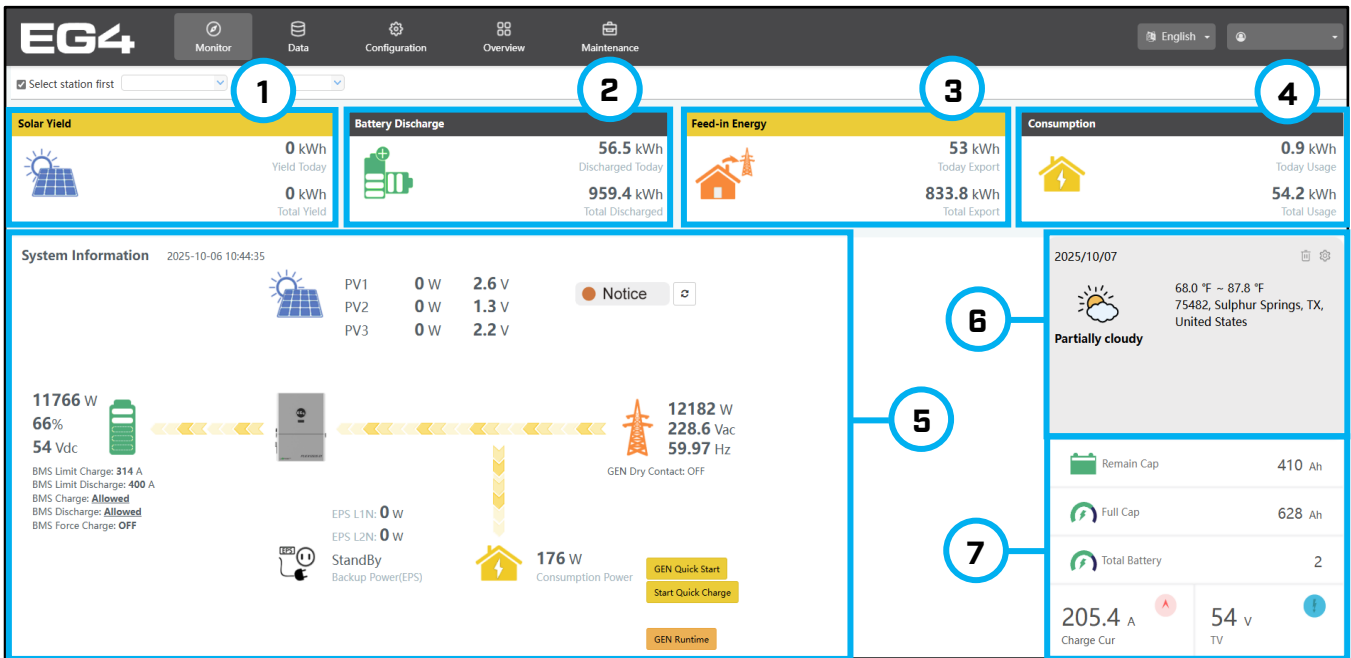 EG4
Monitor
Data
Configuration
Overview
Maintenance
English
Select station first
1
2
3
4
Solar Yield
0 kWh
Yield Today
0 kWh
Total Yield
Battery Discharge
56.5 kWh
Discharged Today
959.4 kWh
Total Discharged
Feed-in Energy
53 kWh
Today Export
833.8 kWh
Total Export
Consumption
0.9 kWh
Today Usage
54.2 kWh
Total Usage
System Information 2025-10-06 10:44:35
PV1 0 W 2.6 V
PV2 0 W 1.3 V
PV3 0 W 2.2 V
Notice
11766 W
66%
54 Vdc
BMS Limit Charge: 314 A
BMS Limit Discharge: 400 A
BMS Charge: Allowed
BMS Discharge: Allowed
BMS Force Charge: OFF
12182 W
228.6 Vac
59.97 Hz
GEN Dry Contact: OFF
EPS L1N: 0 W
EPS L2N: 0 W
EPS
StandBy
Backup Power(EPS)
176 W
Consumption Power
GEN Quick Start
Start Quick Charge
GEN Runtime
5
6
7
2025/10/07
68.0 °F ~ 87.8 °F
75482, Sulphur Springs, TX,
United States
Partially cloudy
Remain Cap 410 Ah
Full Cap 628 Ah
Total Battery 2
205.4 A
Charge Cur
54 V
TV